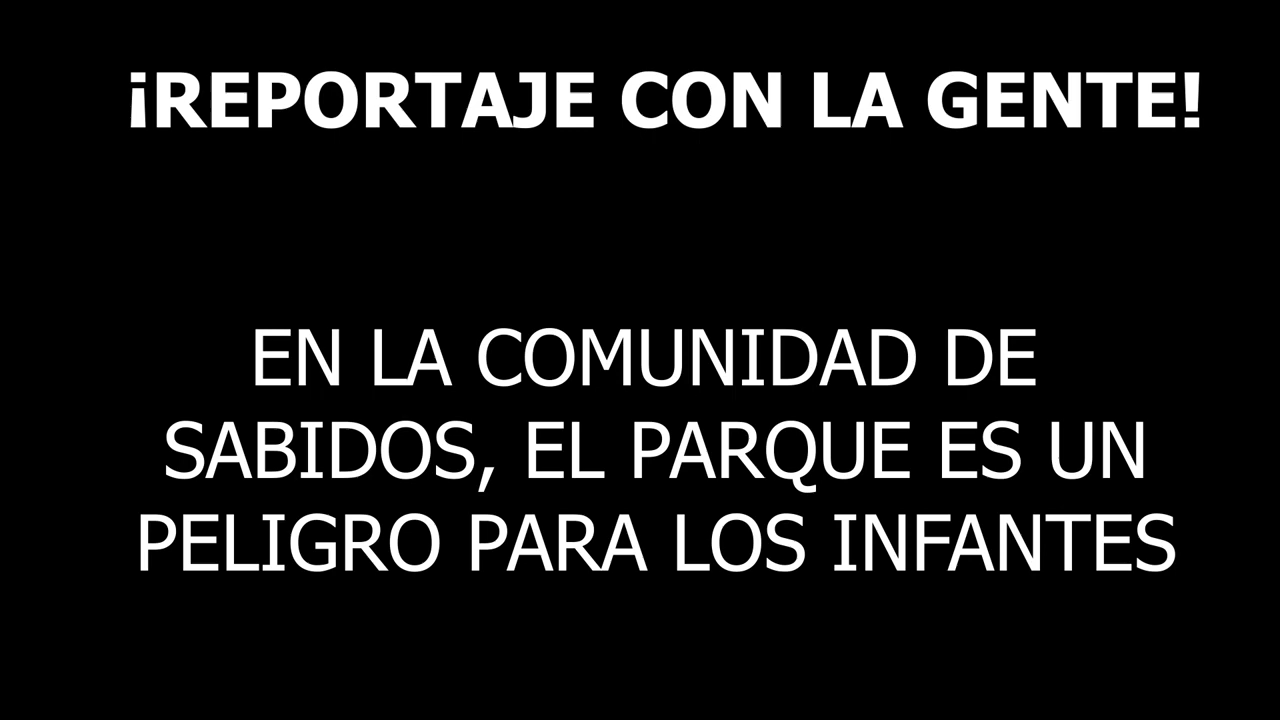 ¡REPORTAJE CON LA GENTE!
EN LA COMUNIDAD DE
SABIDOS, EL PARQUE ES UN
PELIGRO PARA LOS INFANTES